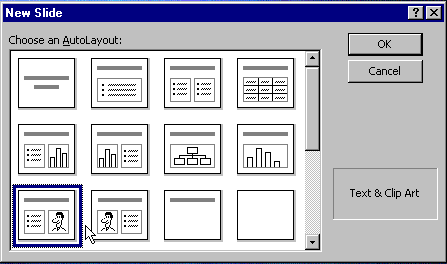 New Slide
Choose an AutoLayout:
OK
Cancel
Text & Clip Art